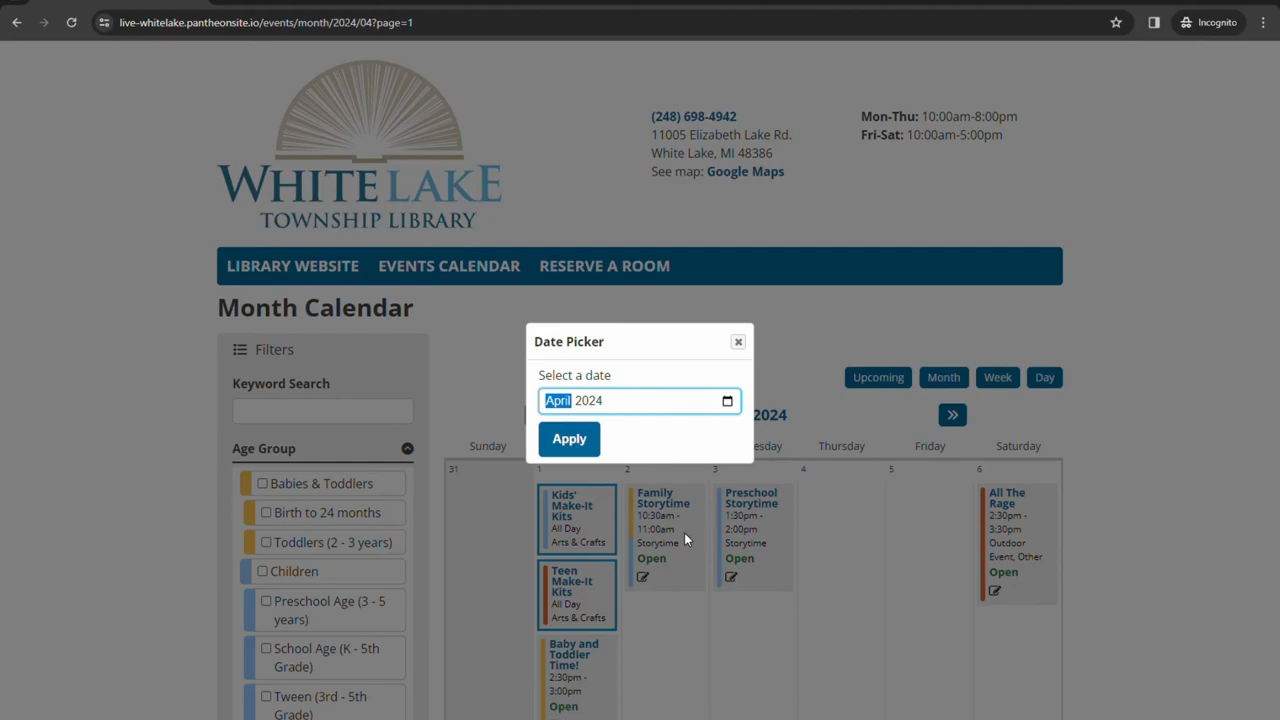 live-whitelake.pantheonsite.io/events/month/2024/04?page=1
Incognito
WHITE LAKE
TOWNSHIP LIBRARY
(248) 698-4942
11005 Elizabeth Lake Rd.
White Lake, MI 48386
See map: Google Maps
Mon-Thu: 10:00am-8:00pm
Fri-Sat: 10:00am-5:00pm
LIBRARY WEBSITE EVENTS CALENDAR RESERVE A ROOM
Month Calendar
Filters
Keyword Search
Age Group
Babies & Toddlers
Birth to 24 months
Toddlers (2 - 3 years)
Children
Preschool Age (3 - 5
years)
School Age (K - 5th
Grade)
Tween (3rd - 5th
Grade)
Date Picker
Select a date
April 2024
Apply
Upcoming Month Week Day
2024 »
Sunday Thursday Friday Saturday
31 1 2 3 4 5 6
Kids'
Make-It
Kits
All Day
Arts & Crafts
Teen
Make-It
Kits
All Day
Arts & Crafts
Baby and
Toddler
Time!
2:30pm -
3:00pm
Open
Family
Storytime
10:30am -
11:00am
Storytime
Open
Preschool
Storytime
1:30pm -
2:00pm
Storytime
Open
All The
Rage
2:30pm -
3:30pm
Outdoor
Event, Other
Open